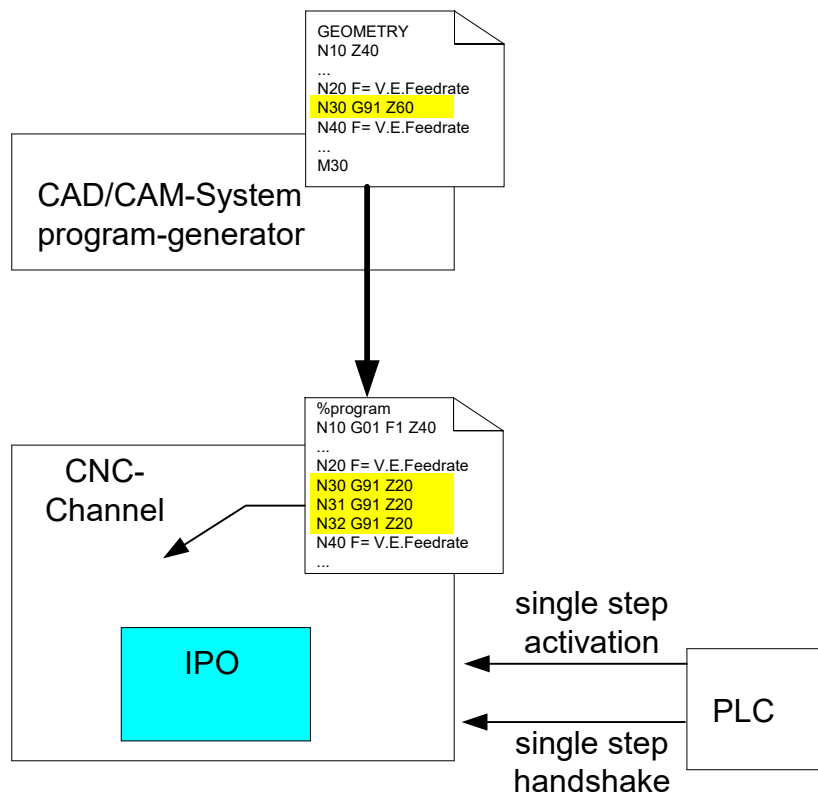 GEOMETRY
N10 Z40
...
N20 F= V.E.Feedrate
N30 G91 Z60
N40 F= V.E.Feedrate
...
M30
CAD/CAM-System
program-generator
%program
N10 G01 F1 Z40
...
N20 F= V.E.Feedrate
N30 G91 Z20
N31 G91 Z20
N32 G91 Z20
N40 F= V.E.Feedrate
...
CNC-
Channel
IPO
single step
activation
PLC
single step
handshake